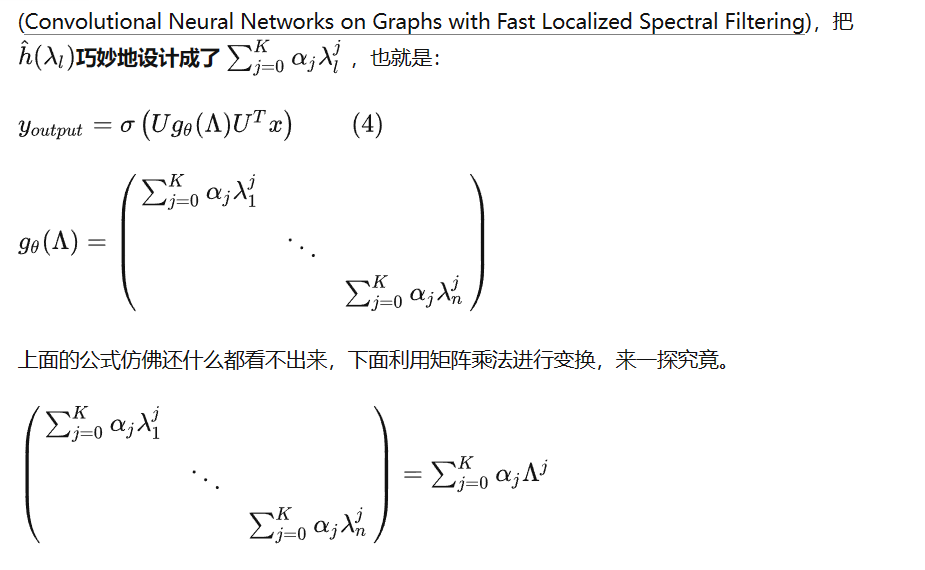 (Convolutional Neural Networks on Graphs with Fast Localized Spectral Filtering)，把
$\hat{h}(\lambda_l)$巧妙地设计成了 $\sum_{j=0}^{K} \alpha_j \lambda_l^j$ ，也就是：
$y_{output} = \sigma \left( U g_\theta(\Lambda) U^T x \right) \qquad (4)$
$g_\theta(\Lambda) = \begin{pmatrix} \sum_{j=0}^{K} \alpha_j \lambda_1^j & & \\ & \ddots & \\ & & \sum_{j=0}^{K} \alpha_j \lambda_n^j \end{pmatrix}$
上面的公式仿佛还什么都看不出来，下面利用矩阵乘法进行变换，来一探究竟。
$\begin{pmatrix} \sum_{j=0}^{K} \alpha_j \lambda_1^j & & \\ & \ddots & \\ & & \sum_{j=0}^{K} \alpha_j \lambda_n^j \end{pmatrix} = \sum_{j=0}^{K} \alpha_j \Lambda^j$